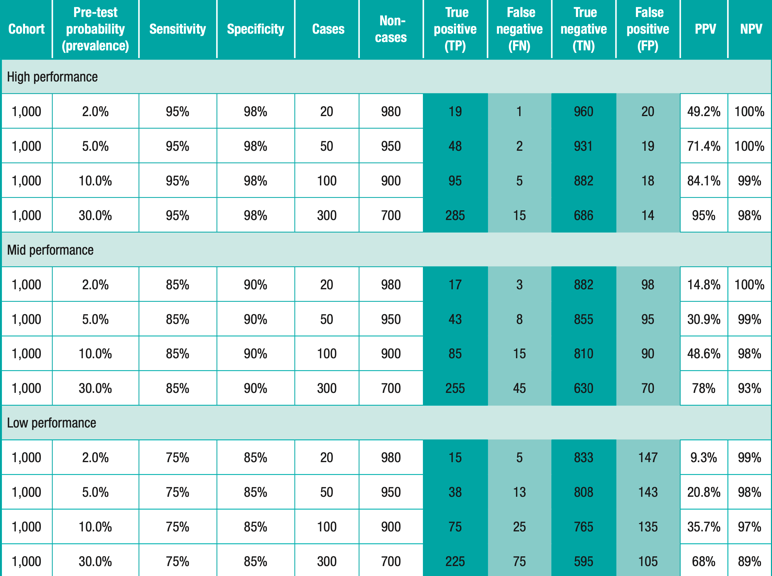 Cohort Pre-test probability (prevalence) Sensitivity Specificity Cases Non-cases True positive (TP) False negative (FN) True negative (TN) False positive (FP) PPV NPV
High performance
1,000 2.0% 95% 98% 20 980 19 1 960 20 49.2% 100%
1,000 5.0% 95% 98% 50 950 48 2 931 19 71.4% 100%
1,000 10.0% 95% 98% 100 900 95 5 882 18 84.1% 99%
1,000 30.0% 95% 98% 300 700 285 15 686 14 95% 98%
Mid performance
1,000 2.0% 85% 90% 20 980 17 3 882 98 14.8% 100%
1,000 5.0% 85% 90% 50 950 43 8 855 95 30.9% 99%
1,000 10.0% 85% 90% 100 900 85 15 810 90 48.6% 98%
1,000 30.0% 85% 90% 300 700 255 45 630 70 78% 93%
Low performance
1,000 2.0% 75% 85% 20 980 15 5 833 147 9.3% 99%
1,000 5.0% 75% 85% 50 950 38 13 808 143 20.8% 98%
1,000 10.0% 75% 85% 100 900 75 25 765 135 35.7% 97%
1,000 30.0% 75% 85% 300 700 225 75 595 105 68% 89%